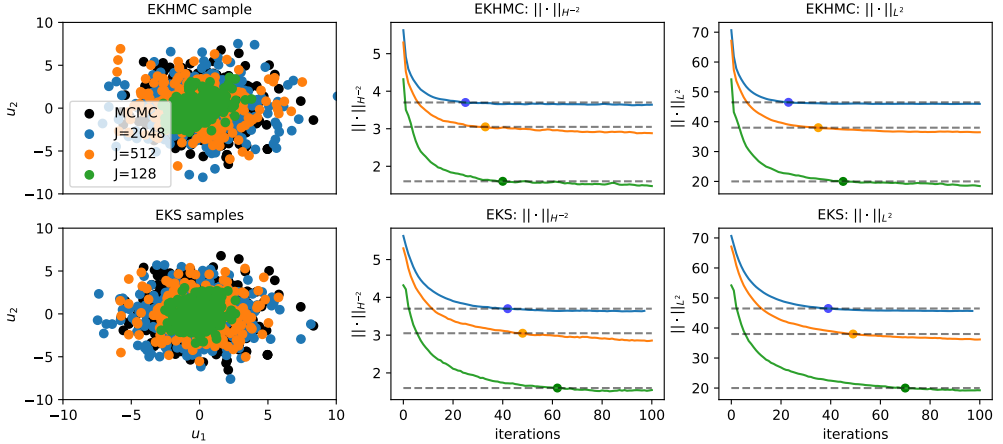 EKHMC sample
10
5
0
−5
−10
u₂
MCMC
J=2048
J=512
J=128
EKHMC: || · ||_{H^{−2}}
5
4
3
2
|| · ||_{H^{−2}}
EKHMC: || · ||_{L²}
70
60
50
40
30
20
|| · ||_{L²}
EKS samples
10
5
0
−5
−10
u₂
−10
−5
0
5
10
u₁
EKS: || · ||_{H^{−2}}
5
4
3
2
|| · ||_{H^{−2}}
0
20
40
60
80
100
iterations
EKS: || · ||_{L²}
70
60
50
40
30
20
|| · ||_{L²}
0
20
40
60
80
100
iterations